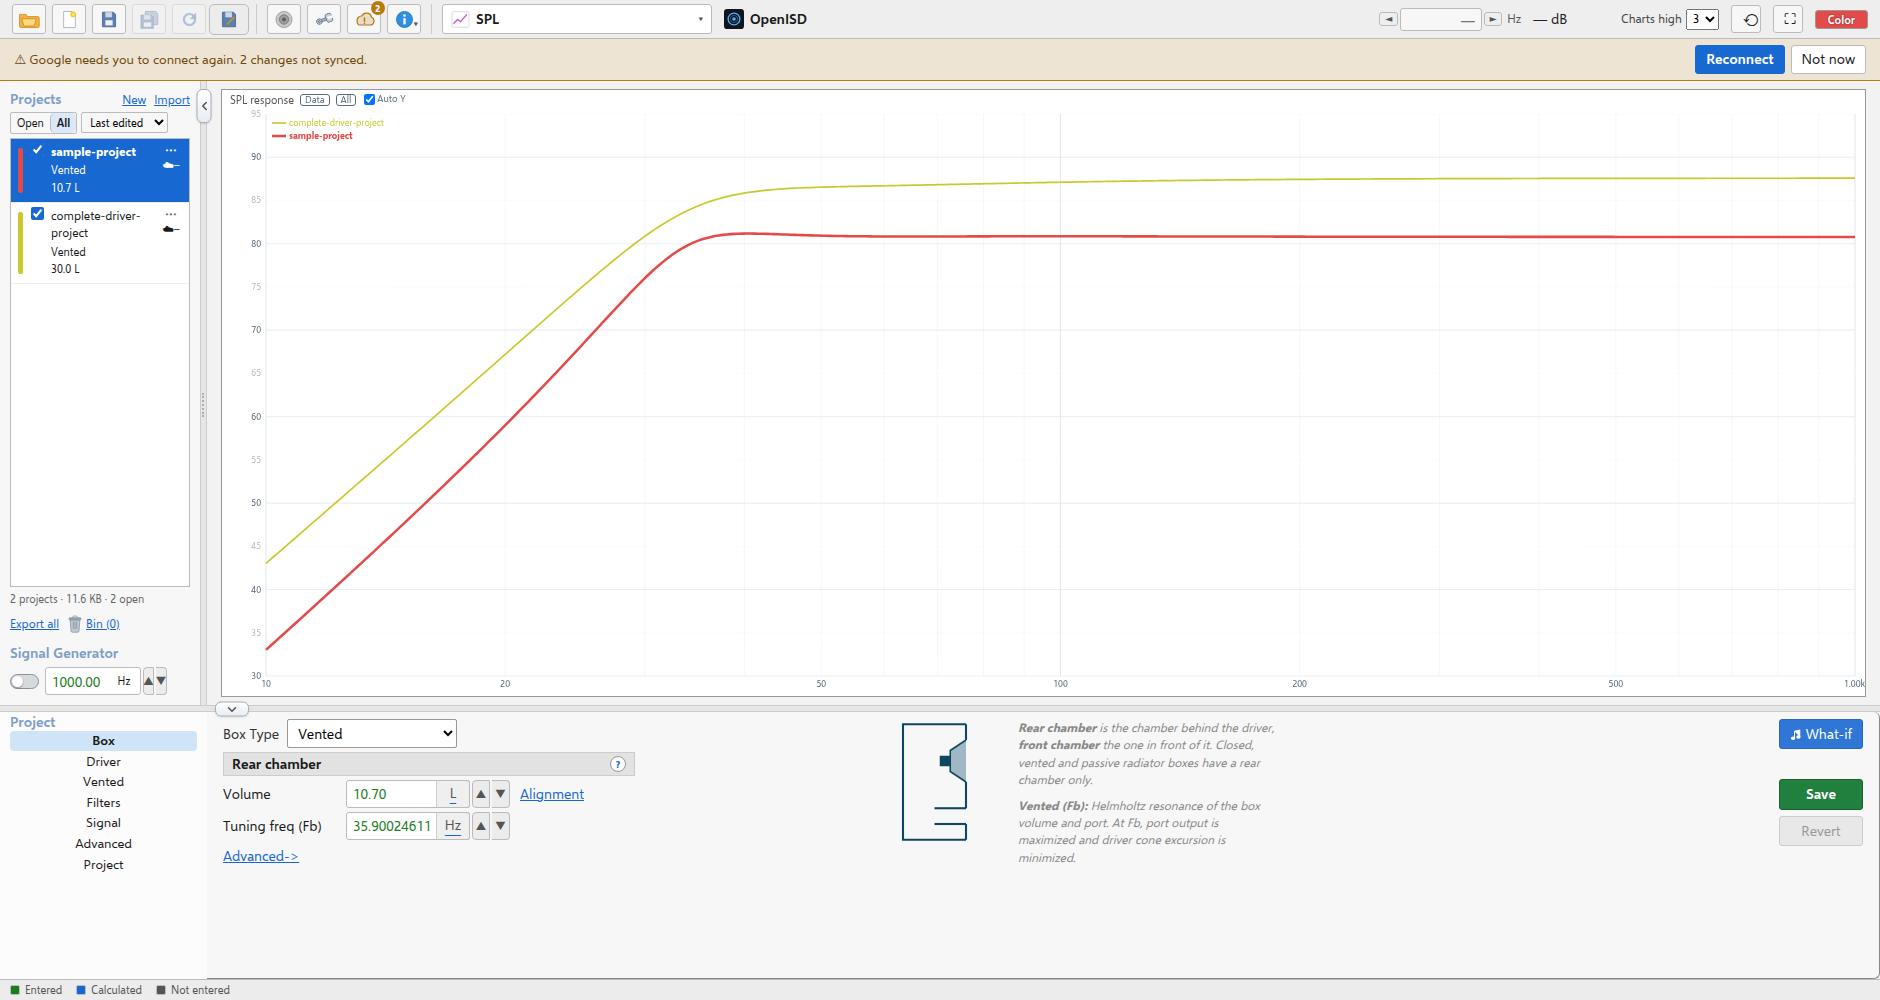 2
SPL
OpenISD
—
Hz
— dB
Charts high
3
Color
⚠ Google needs you to connect again. 2 changes not synced.
Reconnect
Not now
Projects
New
Import
Open
All
Last edited
sample-project
Vented
10.7 L
complete-driver-
project
Vented
30.0 L
2 projects · 11.6 KB · 2 open
Export all
Bin (0)
Signal Generator
1000.00 Hz
SPL response
Data
All
Auto Y
complete-driver-project
sample-project
95
90
85
80
75
70
65
60
55
50
45
40
35
30
10
20
50
100
200
500
1.00k
Project
Box
Driver
Vented
Filters
Signal
Advanced
Project
Box Type
Vented
Rear chamber
?
Volume
10.70
L
Alignment
Tuning freq (Fb)
35.90024611
Hz
Advanced->
Rear chamber is the chamber behind the driver,
front chamber the one in front of it. Closed,
vented and passive radiator boxes have a rear
chamber only.
Vented (Fb): Helmholtz resonance of the box
volume and port. At Fb, port output is
maximized and driver cone excursion is
minimized.
What-if
Save
Revert
Entered
Calculated
Not entered